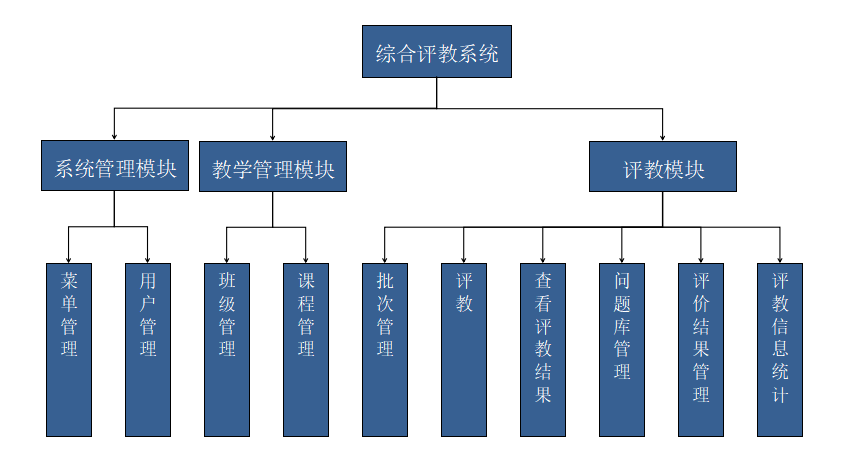 综合评教系统
系统管理模块
教学管理模块
评教模块
菜单管理
用户管理
班级管理
课程管理
批次管理
评教
查看评教结果
问题库管理
评价结果管理
评教信息统计